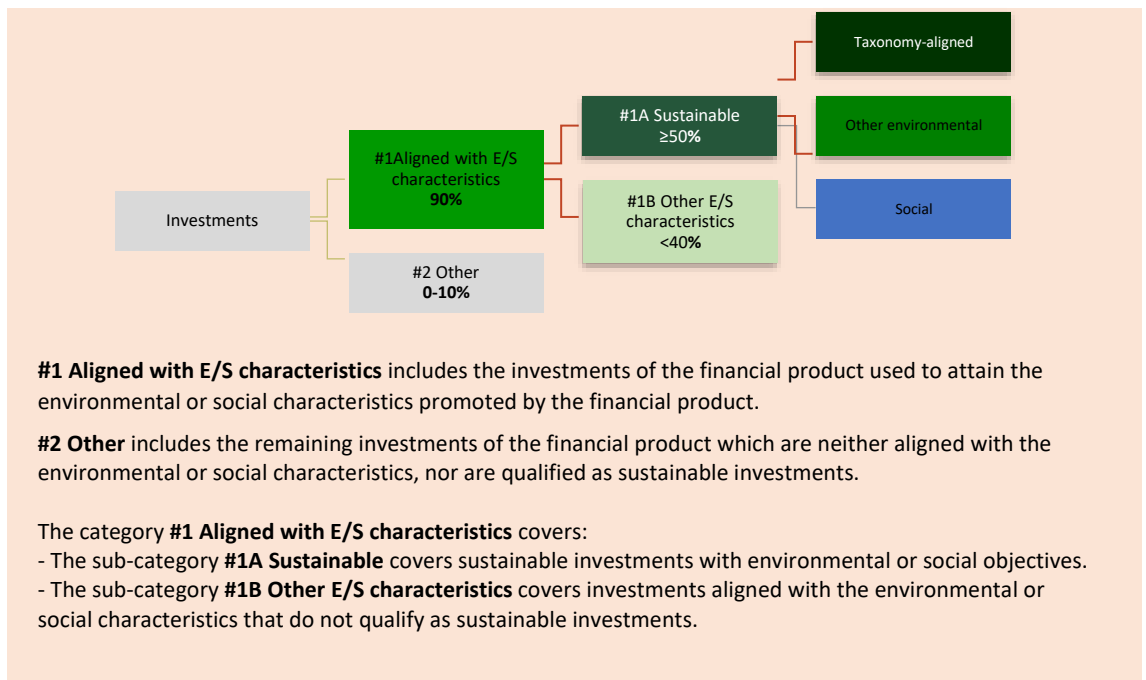 Taxonomy-aligned
#1A Sustainable
≥50%
Other environmental
#1Aligned with E/S
characteristics
90%
#1B Other E/S
characteristics
<40%
Social
Investments
#2 Other
0-10%
#1 Aligned with E/S characteristics includes the investments of the financial product used to attain the
environmental or social characteristics promoted by the financial product.
#2 Other includes the remaining investments of the financial product which are neither aligned with the
environmental or social characteristics, nor are qualified as sustainable investments.
The category #1 Aligned with E/S characteristics covers:
- The sub-category #1A Sustainable covers sustainable investments with environmental or social objectives.
- The sub-category #1B Other E/S characteristics covers investments aligned with the environmental or
social characteristics that do not qualify as sustainable investments.